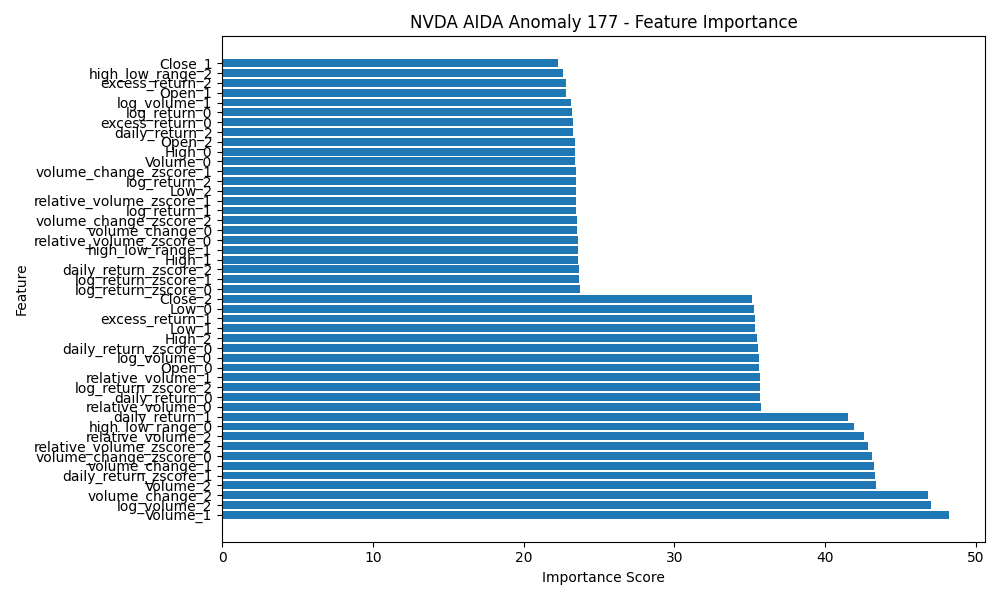 NVDA AIDA Anomaly 177 - Feature Importance
Close_1
high_low_range_2
excess_return_2
Open_1
log_volume_1
log_return_0
excess_return_0
daily_return_2
Open_2
High_0
Volume_0
volume_change_zscore_1
log_return_2
Low_2
relative_volume_zscore_1
log_return_1
volume_change_zscore_2
volume_change_0
relative_volume_zscore_0
high_low_range_1
High_1
daily_return_zscore_2
log_return_zscore_1
log_return_zscore_0
Close_2
Low_0
excess_return_1
Low_1
High_2
daily_return_zscore_0
log_volume_0
Open_0
relative_volume_1
log_return_zscore_2
daily_return_0
relative_volume_0
daily_return_1
high_low_range_0
relative_volume_2
relative_volume_zscore_2
volume_change_zscore_0
volume_change_1
daily_return_zscore_1
Volume_2
volume_change_2
log_volume_2
Volume_1
Feature
0 10 20 30 40 50
Importance Score